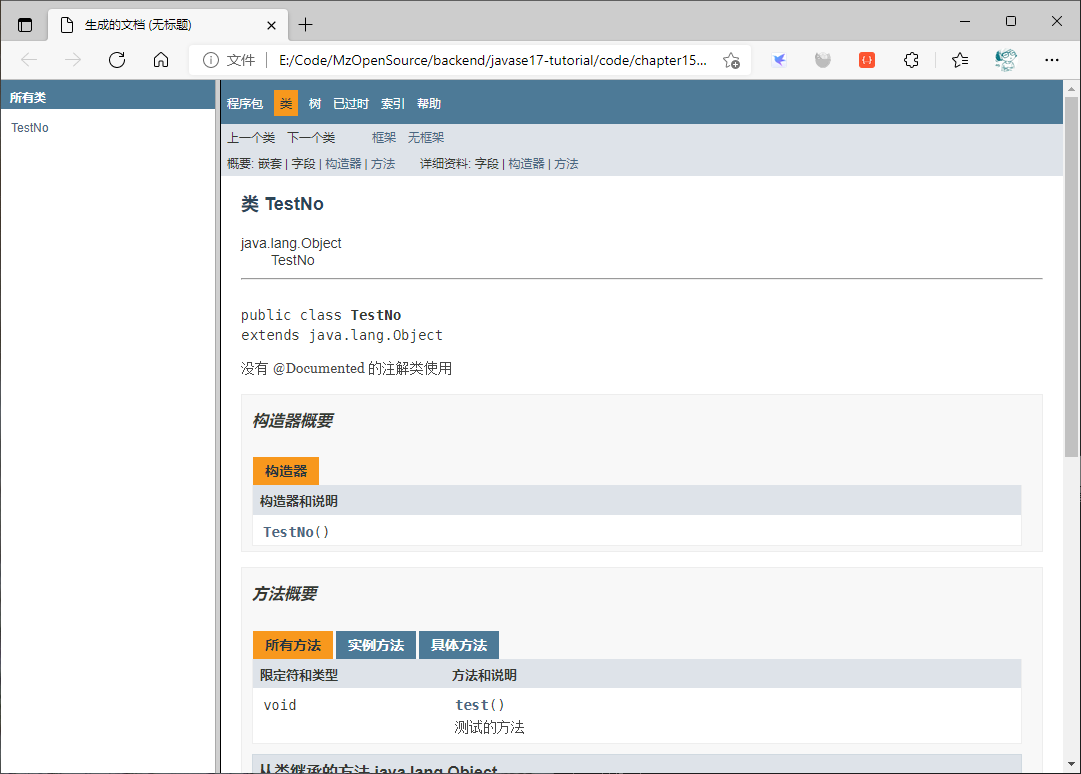 生成的文档 (无标题)
文件
E:/Code/MzOpenSource/backend/javase17-tutorial/code/chapter15...
所有类
TestNo
程序包 类 树 已过时 索引 帮助
上一个类 下一个类 框架 无框架
概要: 嵌套 | 字段 | 构造器 | 方法 详细资料: 字段 | 构造器 | 方法
类 TestNo
java.lang.Object
TestNo
public class TestNo
extends java.lang.Object
没有 @Documented 的注解类使用
构造器概要
构造器
构造器和说明
TestNo()
方法概要
所有方法 实例方法 具体方法
限定符和类型 方法和说明
void test()
测试的方法
从类继承的方法 java.lang.Object